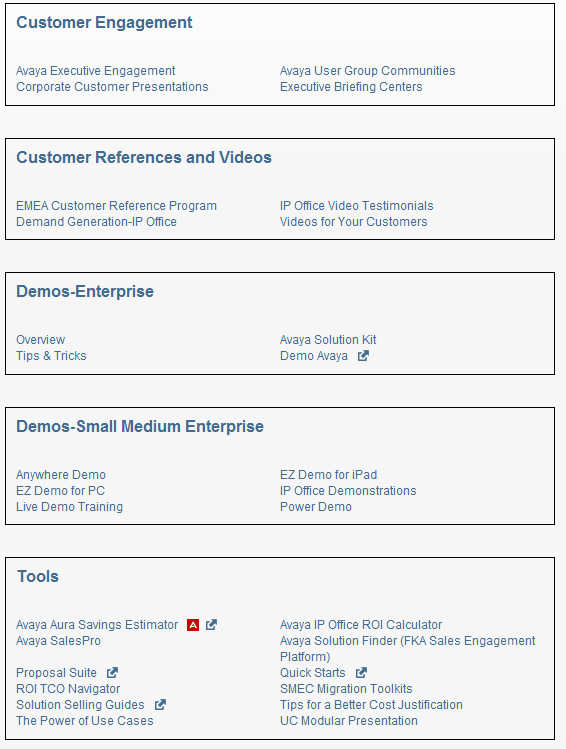 Customer Engagement
Avaya Executive Engagement
Avaya User Group Communities
Corporate Customer Presentations
Executive Briefing Centers
Customer References and Videos
EMEA Customer Reference Program
IP Office Video Testimonials
Demand Generation-IP Office
Videos for Your Customers
Demos-Enterprise
Overview
Avaya Solution Kit
Tips & Tricks
Demo Avaya
Demos-Small Medium Enterprise
Anywhere Demo
EZ Demo for iPad
EZ Demo for PC
IP Office Demonstrations
Live Demo Training
Power Demo
Tools
Avaya Aura Savings Estimator A
Avaya IP Office ROI Calculator
Avaya SalesPro
Avaya Solution Finder (FKA Sales Engagement
Platform)
Proposal Suite
Quick Starts
ROI TCO Navigator
SMEC Migration Toolkits
Solution Selling Guides
Tips for a Better Cost Justification
The Power of Use Cases
UC Modular Presentation